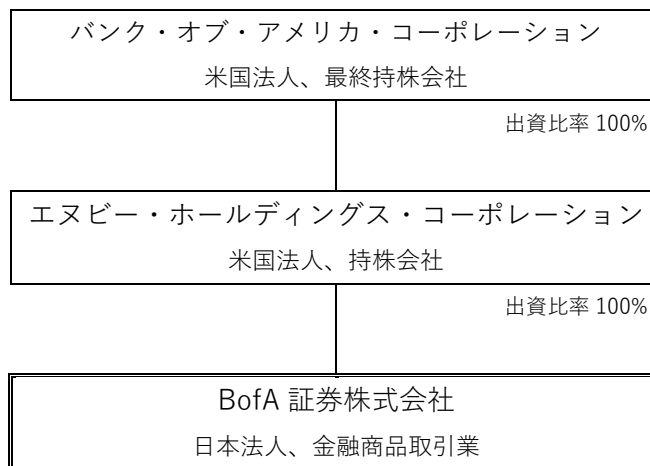 バンク・オブ・アメリカ・コーポレーション
米国法人、最終持株会社
出資比率 100%
エヌビー・ホールディングス・コーポレーション
米国法人、持株会社
出資比率 100%
BofA 証券株式会社
日本法人、金融商品取引業